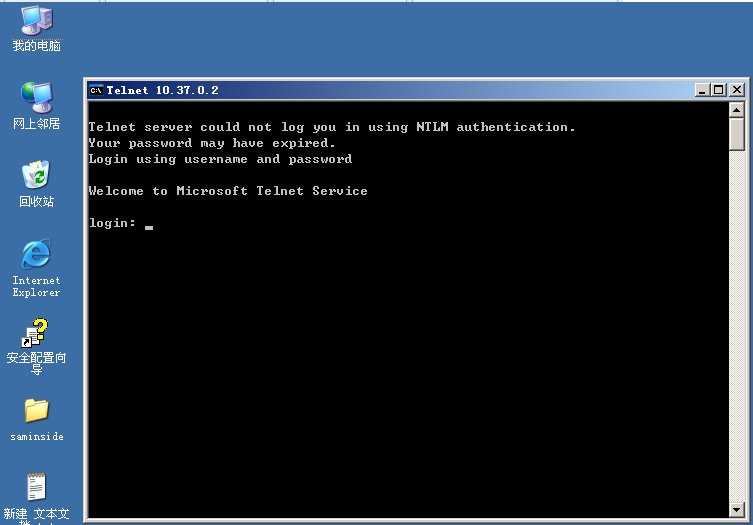 我的电脑
网上邻居
回收站
Internet
Explorer
安全配置向
导
saminside
新建 文本文
Telnet 10.37.0.2
Telnet server could not log you in using NTLM authentication.
Your password may have expired.
Login using username and password
Welcome to Microsoft Telnet Service
login: